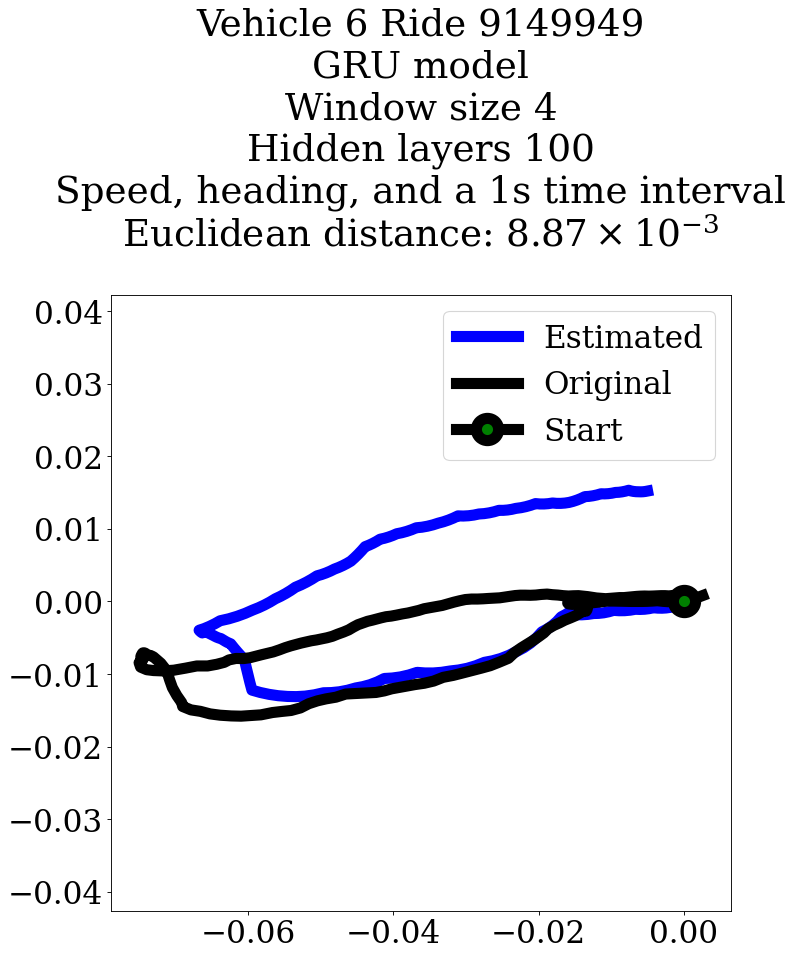 Vehicle 6 Ride 9149949
GRU model
Window size 4
Hidden layers 100
Speed, heading, and a 1s time interval
Euclidean distance: 8.87 × 10⁻³
Estimated
Original
Start
0.04
0.03
0.02
0.01
0.00
−0.01
−0.02
−0.03
−0.04
−0.06 −0.04 −0.02 0.00